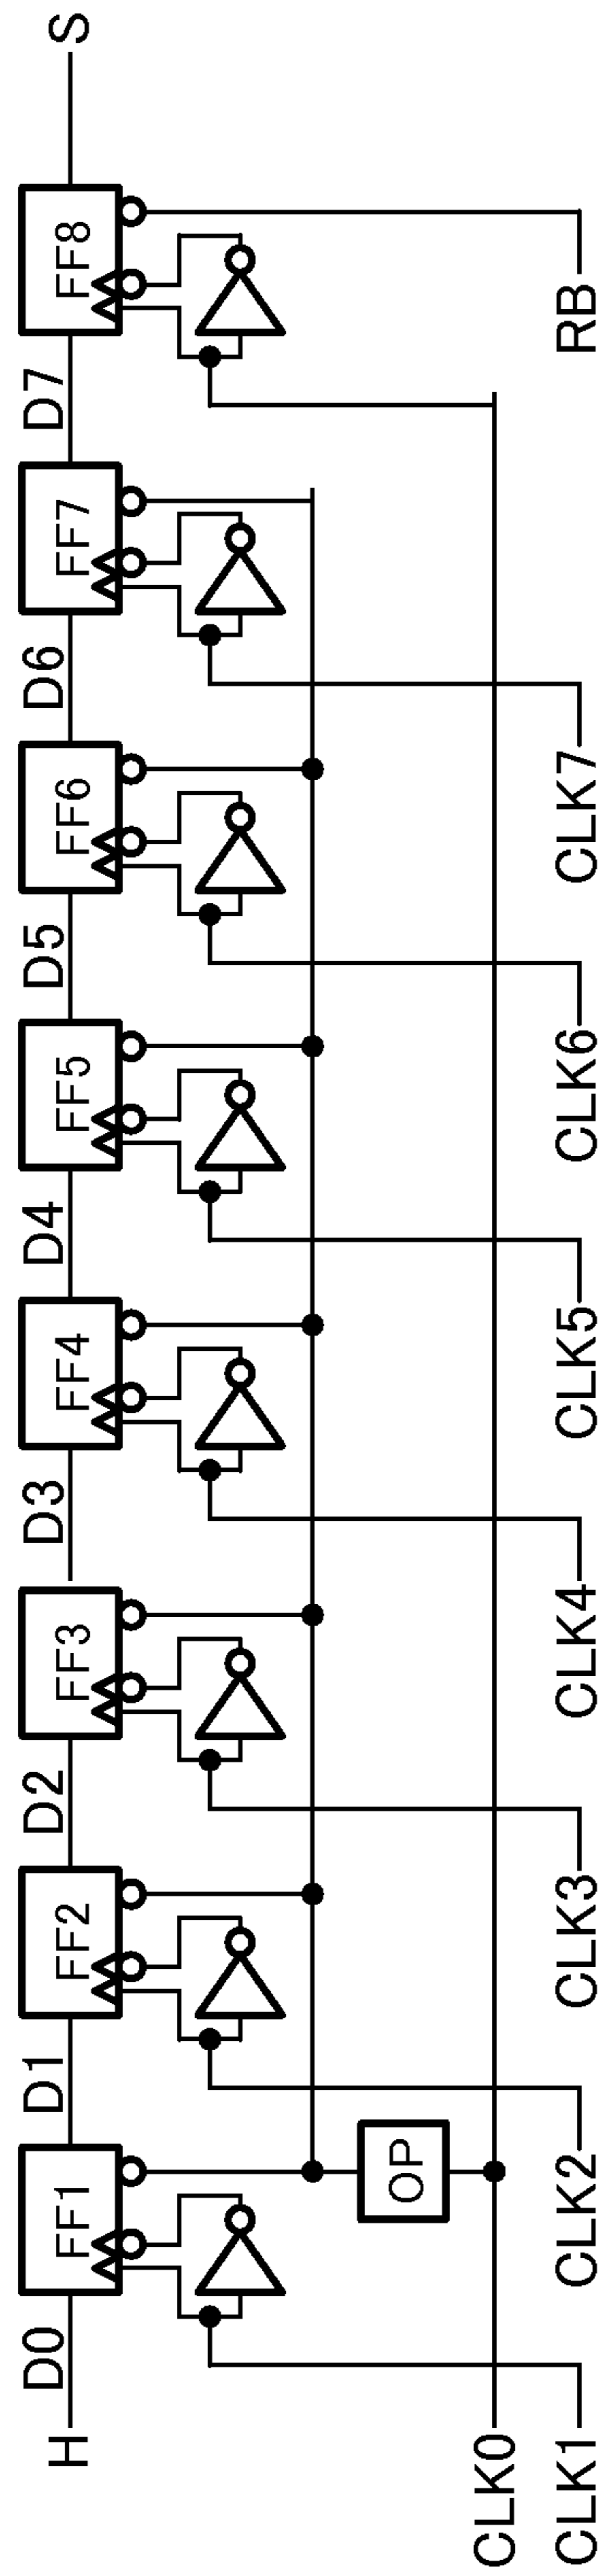 H D0 FF1 D1 FF2 D2 FF3 D3 FF4 D4 FF5 D5 FF6 D6 FF7 D7 FF8 S
OP
CLK0
CLK1 CLK2 CLK3 CLK4 CLK5 CLK6 CLK7 RB